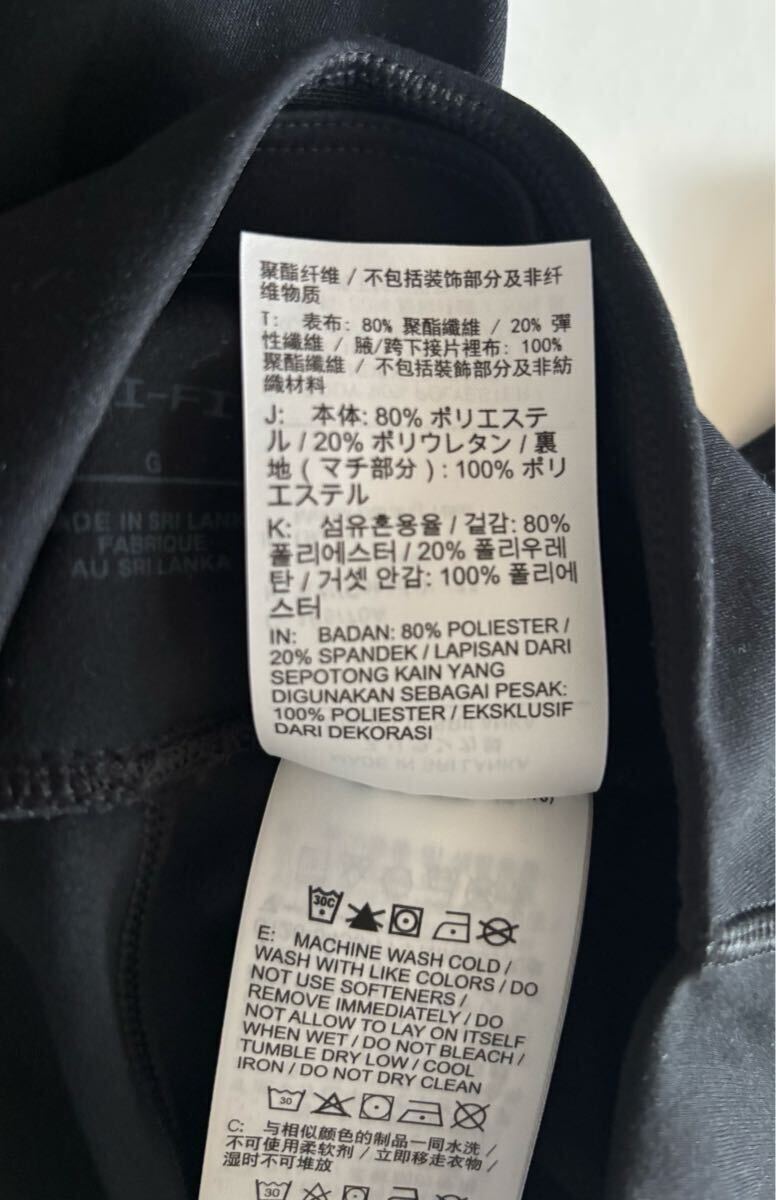 聚酯纤维 / 不包括装饰部分及非纤
维物质
T: 表布: 80% 聚酯纖維 / 20% 彈
性纖維 / 腋/跨下接片裡布: 100%
聚酯纖維 / 不包括裝飾部分及非紡
織材料
J: 本体: 80% ポリエステ
ル / 20% ポリウレタン / 裏
地 ( マチ部分 ) : 100% ポリ
エステル
K: 섬유혼용율 / 겉감: 80%
폴리에스터 / 20% 폴리우레
탄 / 거셋 안감: 100% 폴리에
스터
IN: BADAN: 80% POLIESTER /
20% SPANDEK / LAPISAN DARI
SEPOTONG KAIN YANG
DIGUNAKAN SEBAGAI PESAK:
100% POLIESTER / EKSKLUSIF
DARI DEKORASI
I-FI
G
ADE IN SRI LANK
FABRIQUE
AU SRI LANKA
30C
E: MACHINE WASH COLD /
WASH WITH LIKE COLORS / DO
NOT USE SOFTENERS /
REMOVE IMMEDIATELY / DO
NOT ALLOW TO LAY ON ITSELF
WHEN WET / DO NOT BLEACH /
TUMBLE DRY LOW / COOL
IRON / DO NOT DRY CLEAN
30
C: 与相似颜色的制品一同水洗 /
不可使用柔软剂 / 立即移走衣物 /
湿时不可堆放
30